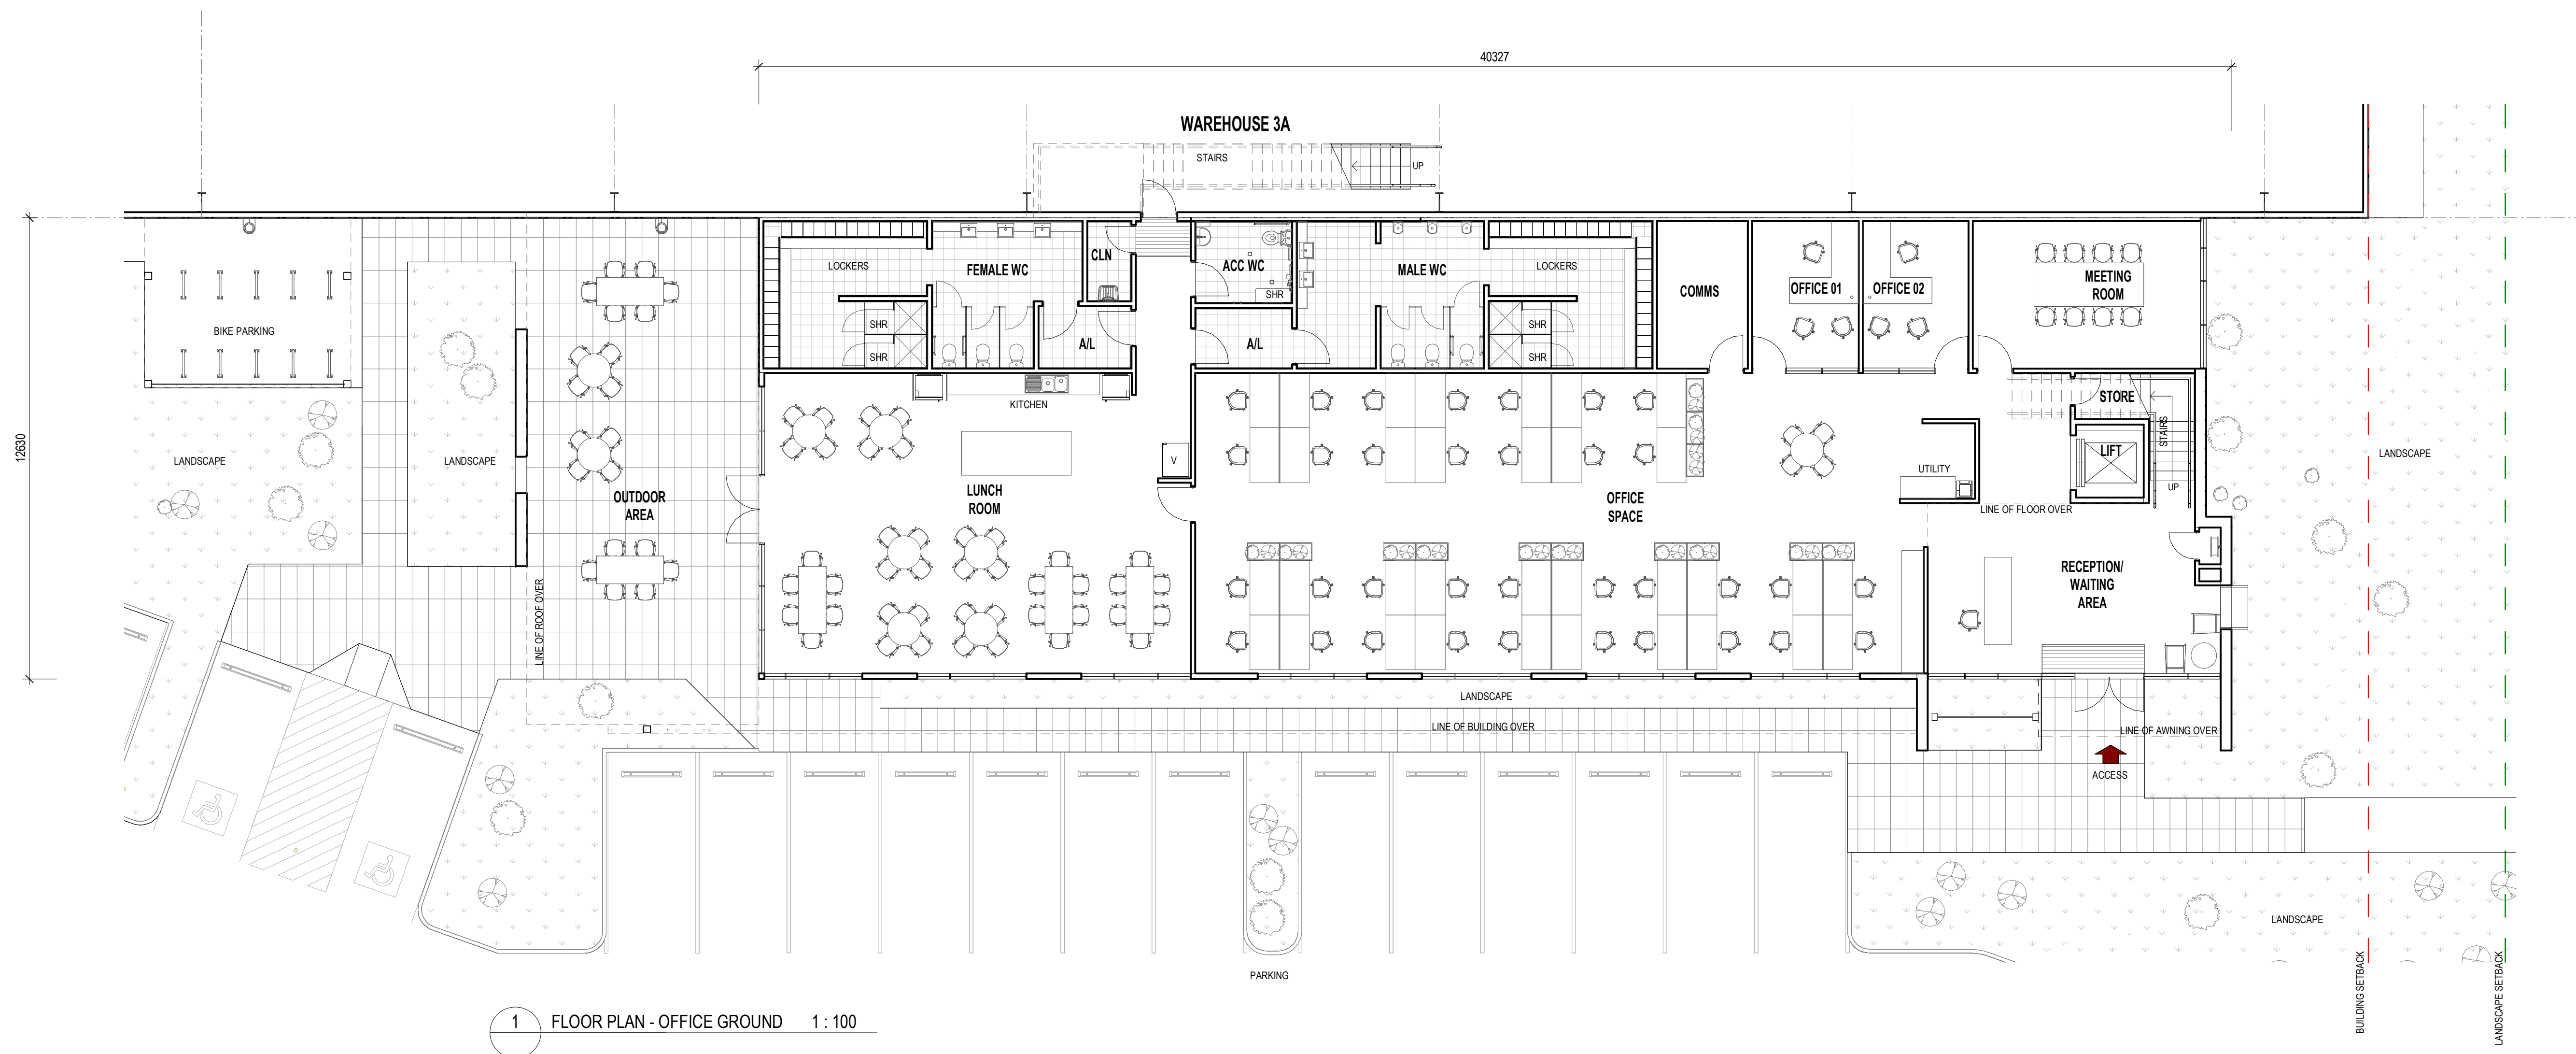 40327
WAREHOUSE 3A
STAIRS
UP
LOCKERS
FEMALE WC
CLN
ACC WC
SHR
MALE WC
LOCKERS
COMMS
OFFICE 01
OFFICE 02
MEETING
ROOM
BIKE PARKING
SHR
SHR
A/L
A/L
SHR
SHR
KITCHEN
STORE
STAIRS
UP
LIFT
12630
LANDSCAPE
LANDSCAPE
OUTDOOR
AREA
LUNCH
ROOM
V
OFFICE
SPACE
UTILITY
LINE OF FLOOR OVER
LANDSCAPE
RECEPTION/
WAITING
AREA
LINE OF ROOF OVER
LANDSCAPE
LINE OF BUILDING OVER
LINE OF AWNING OVER
ACCESS
LANDSCAPE
PARKING
BUILDING SETBACK
LANDSCAPE SETBACK
1 FLOOR PLAN - OFFICE GROUND 1 : 100